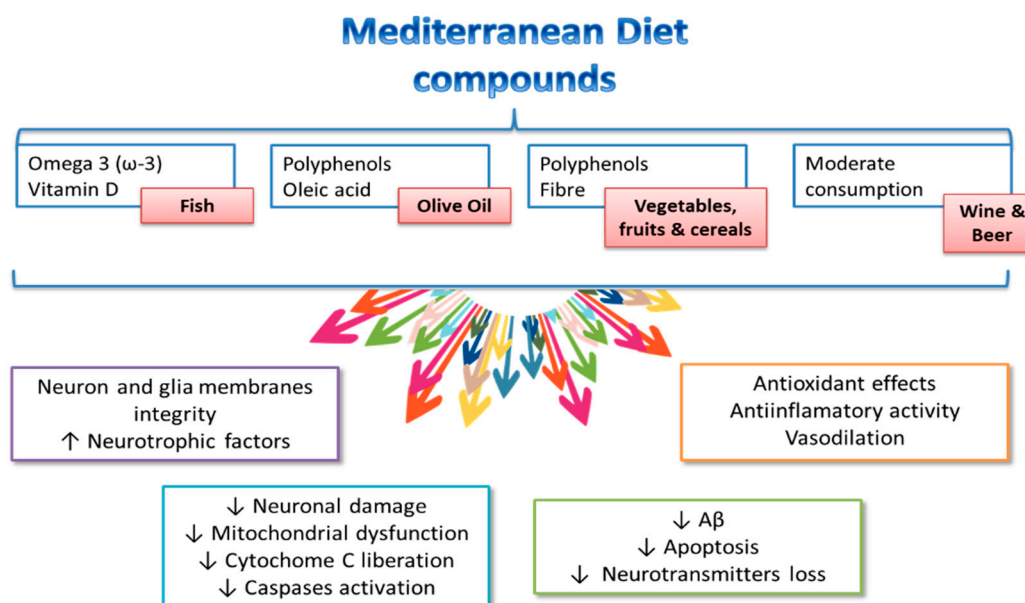 Mediterranean Diet
compounds
Omega 3 (ω-3)
Vitamin D
Fish
Polyphenols
Oleic acid
Olive Oil
Polyphenols
Fibre
Vegetables,
fruits & cereals
Moderate
consumption
Wine &
Beer
Neuron and glia membranes
integrity
↑ Neurotrophic factors
Antioxidant effects
Antiinflamatory activity
Vasodilation
↓ Neuronal damage
↓ Mitochondrial dysfunction
↓ Cytochome C liberation
↓ Caspases activation
↓ Aβ
↓ Apoptosis
↓ Neurotransmitters loss